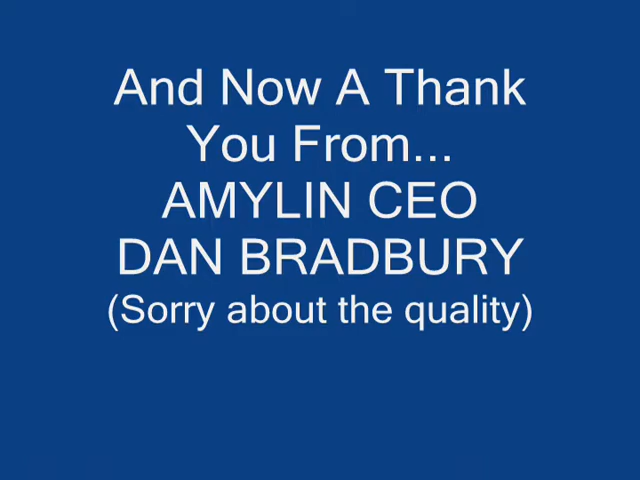 And Now A Thank
You From...
AMYLIN CEO
DAN BRADBURY
(Sorry about the quality)